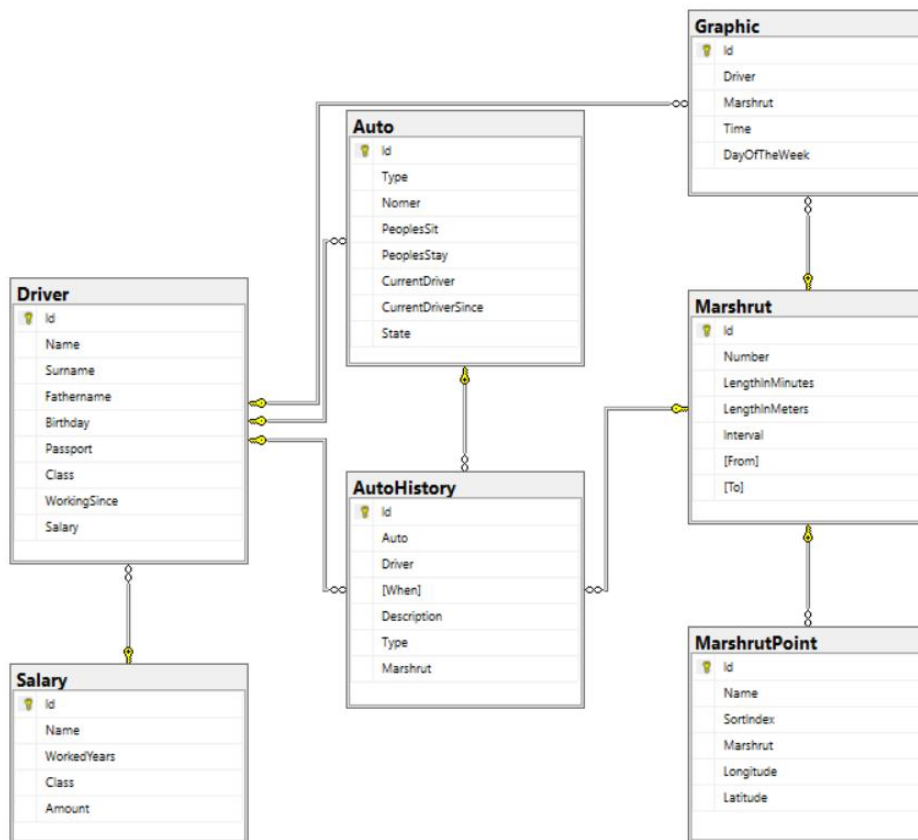 Graphic
Id
Driver
Marshrut
Time
DayOfTheWeek
Auto
Id
Type
Nomer
PeoplesSit
PeoplesStay
CurrentDriver
CurrentDriverSince
State
Driver
Id
Name
Surname
Fathername
Birthday
Passport
Class
WorkingSince
Salary
Marshrut
Id
Number
LengthInMinutes
LengthInMeters
Interval
[From]
[To]
AutoHistory
Id
Auto
Driver
[When]
Description
Type
Marshrut
Salary
Id
Name
WorkedYears
Class
Amount
MarshrutPoint
Id
Name
SortIndex
Marshrut
Longitude
Latitude